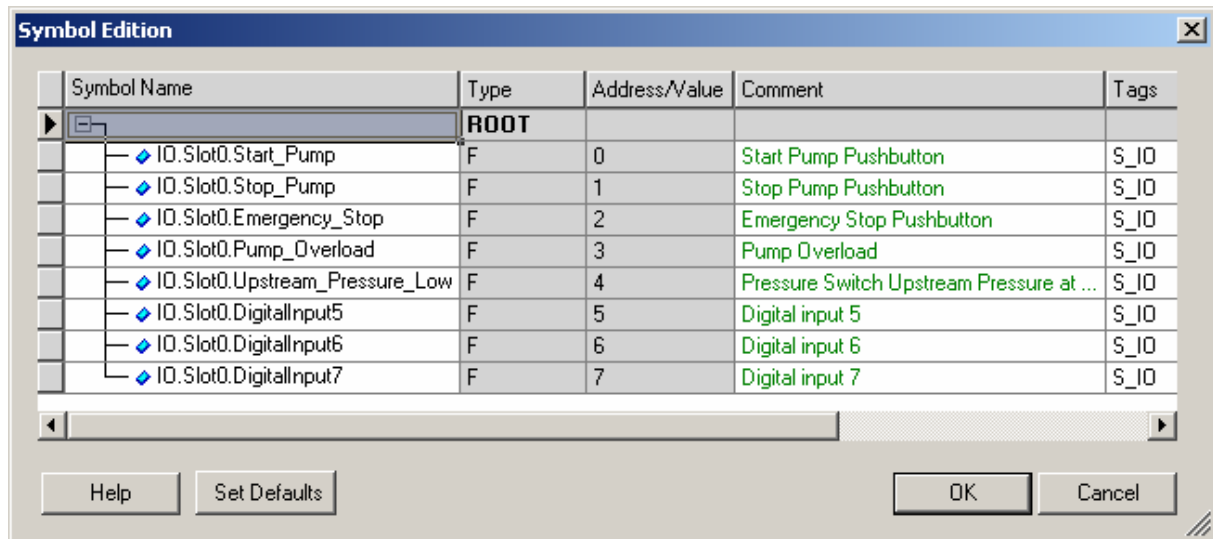 Symbol Edition
Symbol Name Type Address/Value Comment Tags
ROOT
IO.Slot0.Start_Pump F 0 Start Pump Pushbutton S_IO
IO.Slot0.Stop_Pump F 1 Stop Pump Pushbutton S_IO
IO.Slot0.Emergency_Stop F 2 Emergency Stop Pushbutton S_IO
IO.Slot0.Pump_Overload F 3 Pump Overload S_IO
IO.Slot0.Upstream_Pressure_Low F 4 Pressure Switch Upstream Pressure at ... S_IO
IO.Slot0.DigitalInput5 F 5 Digital input 5 S_IO
IO.Slot0.DigitalInput6 F 6 Digital input 6 S_IO
IO.Slot0.DigitalInput7 F 7 Digital input 7 S_IO
Help Set Defaults OK Cancel